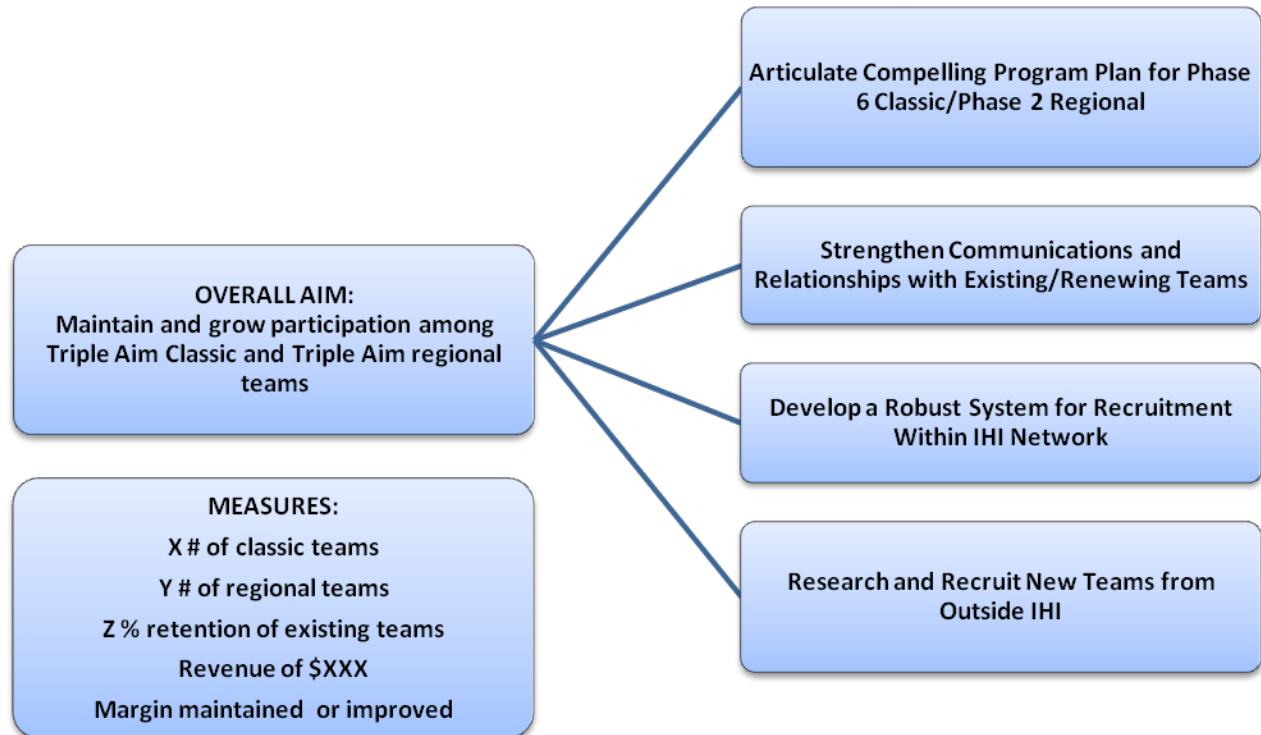 OVERALL AIM:
Maintain and grow participation among
Triple Aim Classic and Triple Aim regional
teams
MEASURES:
X # of classic teams
Y # of regional teams
Z % retention of existing teams
Revenue of $XXX
Margin maintained or improved
Articulate Compelling Program Plan for Phase
6 Classic/Phase 2 Regional
Strengthen Communications and
Relationships with Existing/Renewing Teams
Develop a Robust System for Recruitment
Within IHI Network
Research and Recruit New Teams from
Outside IHI